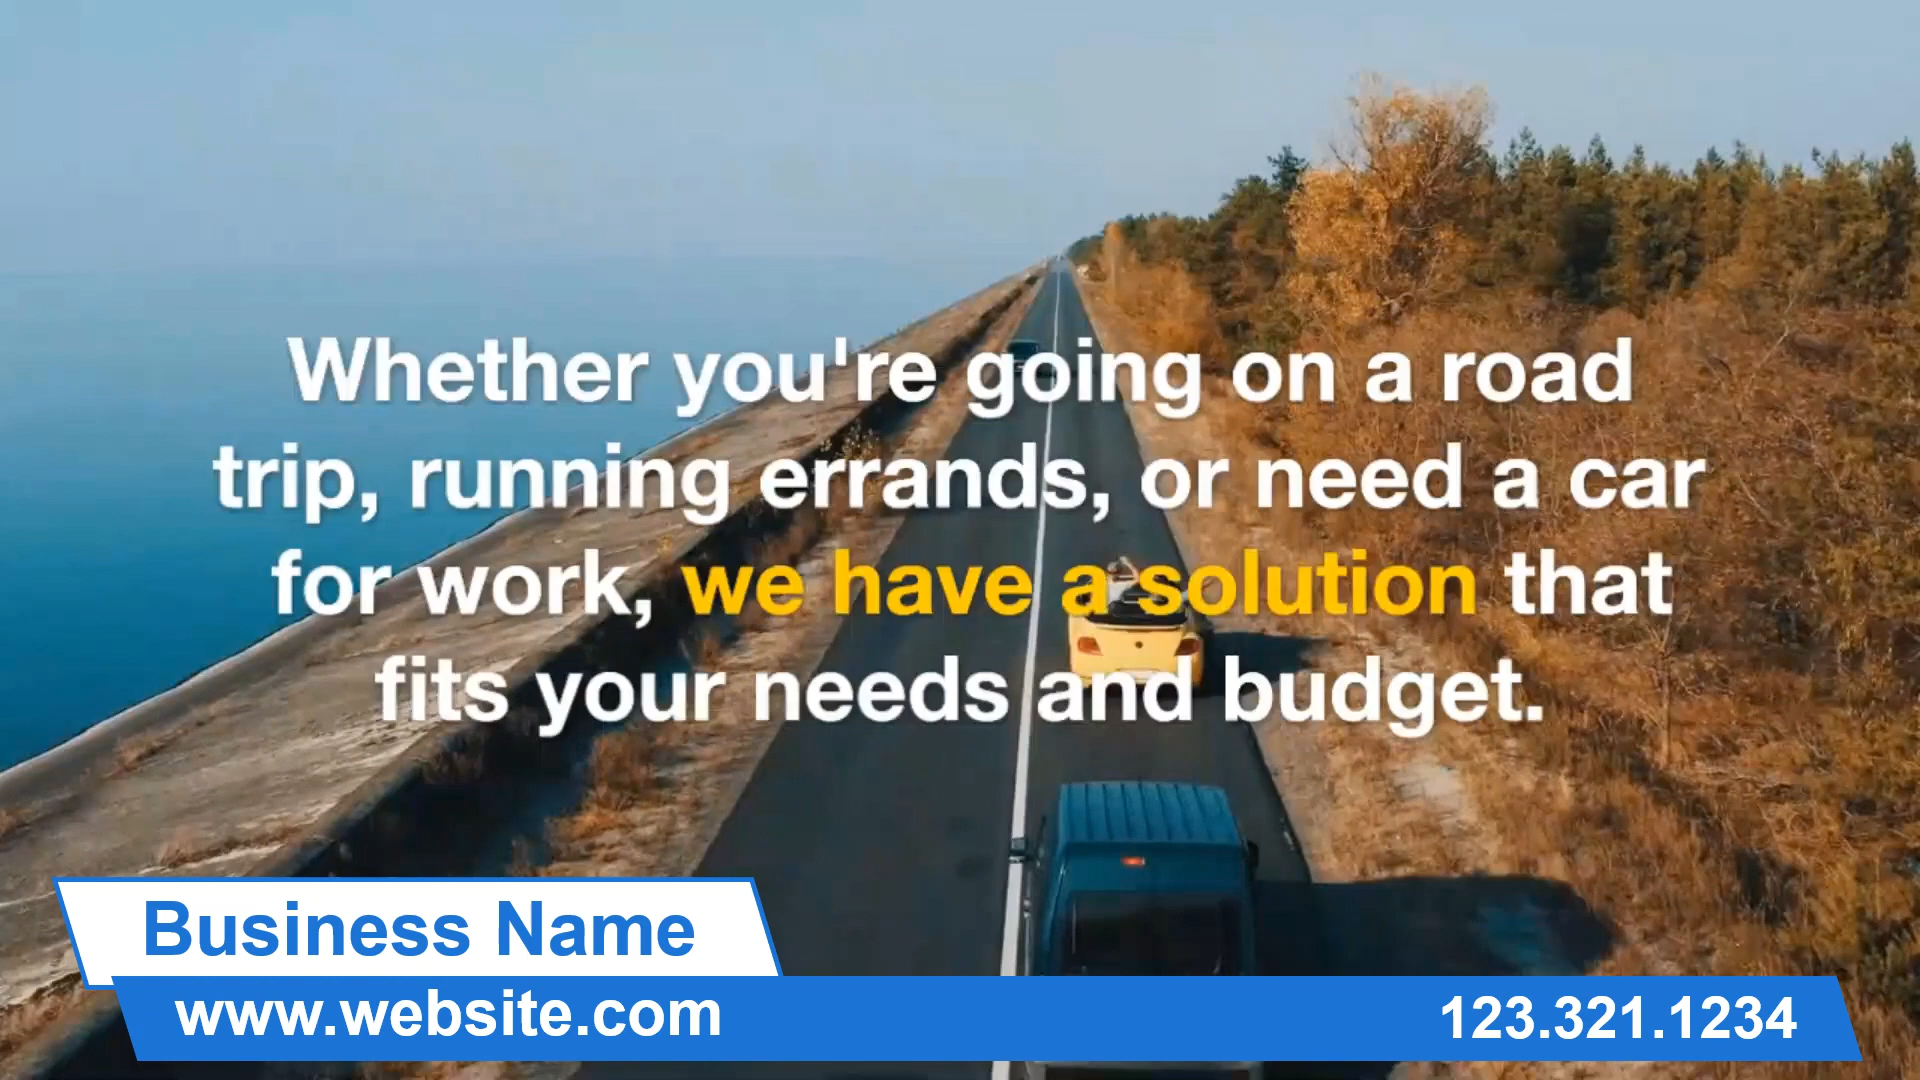 Whether you're going on a road
trip, running errands, or need a car
for work, we have a solution that
fits your needs and budget.
Business Name
www.website.com
123.321.1234